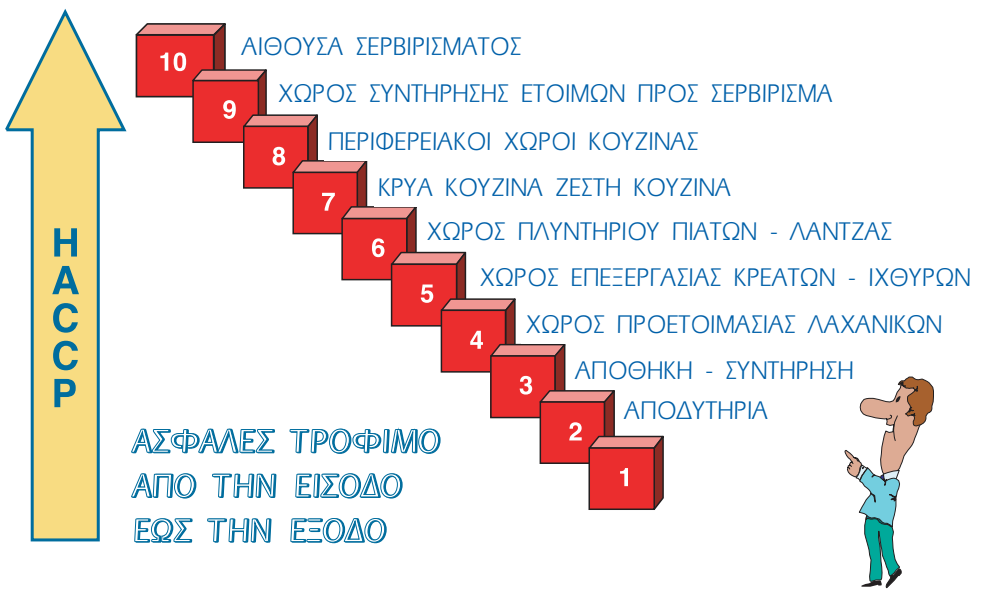 10 ΑΙΘΟΥΣΑ ΣΕΡΒΙΡΙΣΜΑΤΟΣ
9 ΧΩΡΟΣ ΣΥΝΤΗΡΗΣΗΣ ΕΤΟΙΜΩΝ ΠΡΟΣ ΣΕΡΒΙΡΙΣΜΑ
8 ΠΕΡΙΦΕΡΕΙΑΚΟΙ ΧΩΡΟΙ ΚΟΥΖΙΝΑΣ
7 ΚΡΥΑ ΚΟΥΖΙΝΑ ΖΕΣΤΗ ΚΟΥΖΙΝΑ
6 ΧΩΡΟΣ ΠΛΥΝΤΗΡΙΟΥ ΠΙΑΤΩΝ - ΛΑΝΤΖΑΣ
5 ΧΩΡΟΣ ΕΠΕΞΕΡΓΑΣΙΑΣ ΚΡΕΑΤΩΝ - ΙΧΘΥΡΩΝ
4 ΧΩΡΟΣ ΠΡΟΕΤΟΙΜΑΣΙΑΣ ΛΑΧΑΝΙΚΩΝ
3 ΑΠΟΘΗΚΗ - ΣΥΝΤΗΡΗΣΗ
2 ΑΠΟΔΥΤΗΡΙΑ
1
HACCP
ΑΣΦΑΛΕΣ ΤΡΟΦΙΜΟ
ΑΠΟ ΤΗΝ ΕΙΣΟΔΟ
ΕΩΣ ΤΗΝ ΕΞΟΔΟ